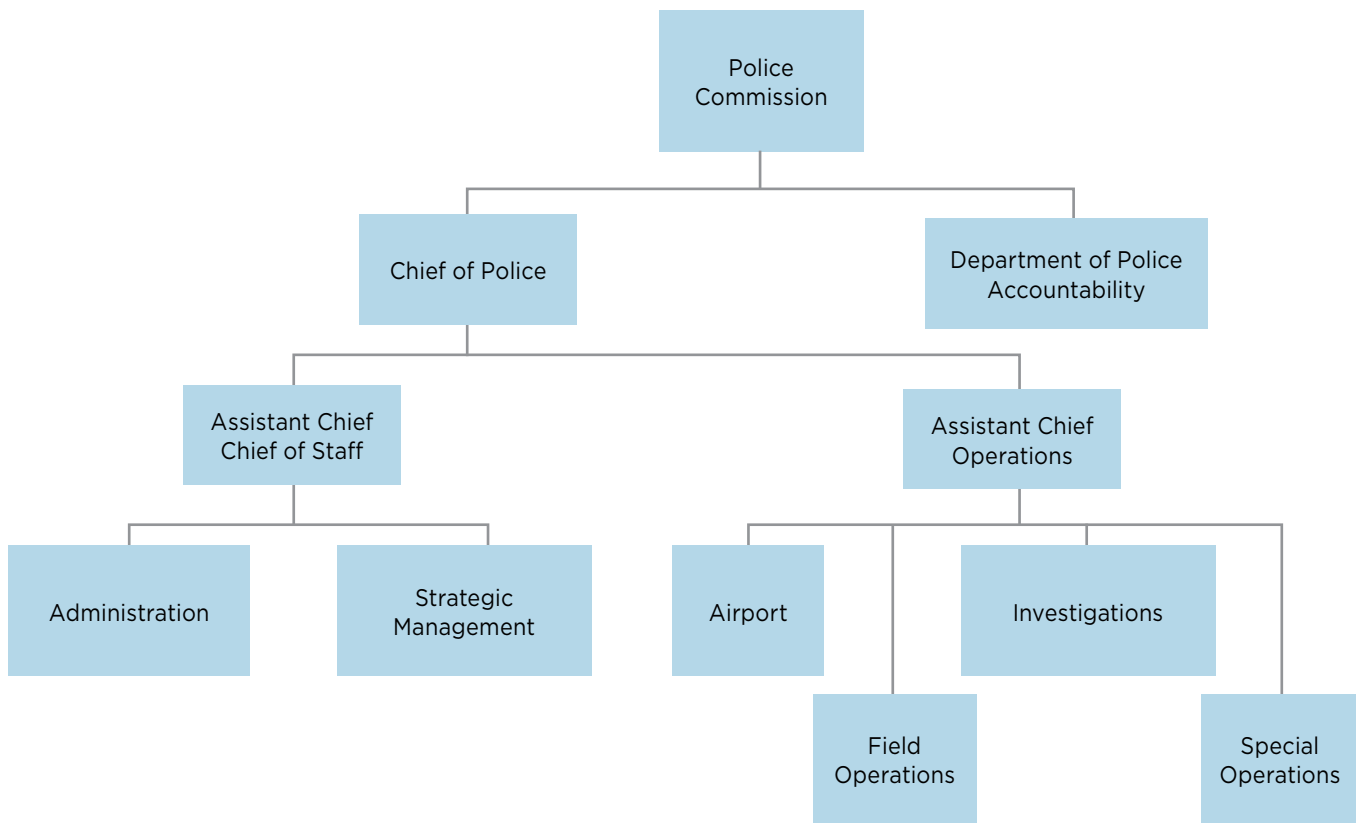 Police
Commission
Chief of Police
Department of Police
Accountability
Assistant Chief
Chief of Staff
Assistant Chief
Operations
Administration
Strategic
Management
Airport
Investigations
Field
Operations
Special
Operations